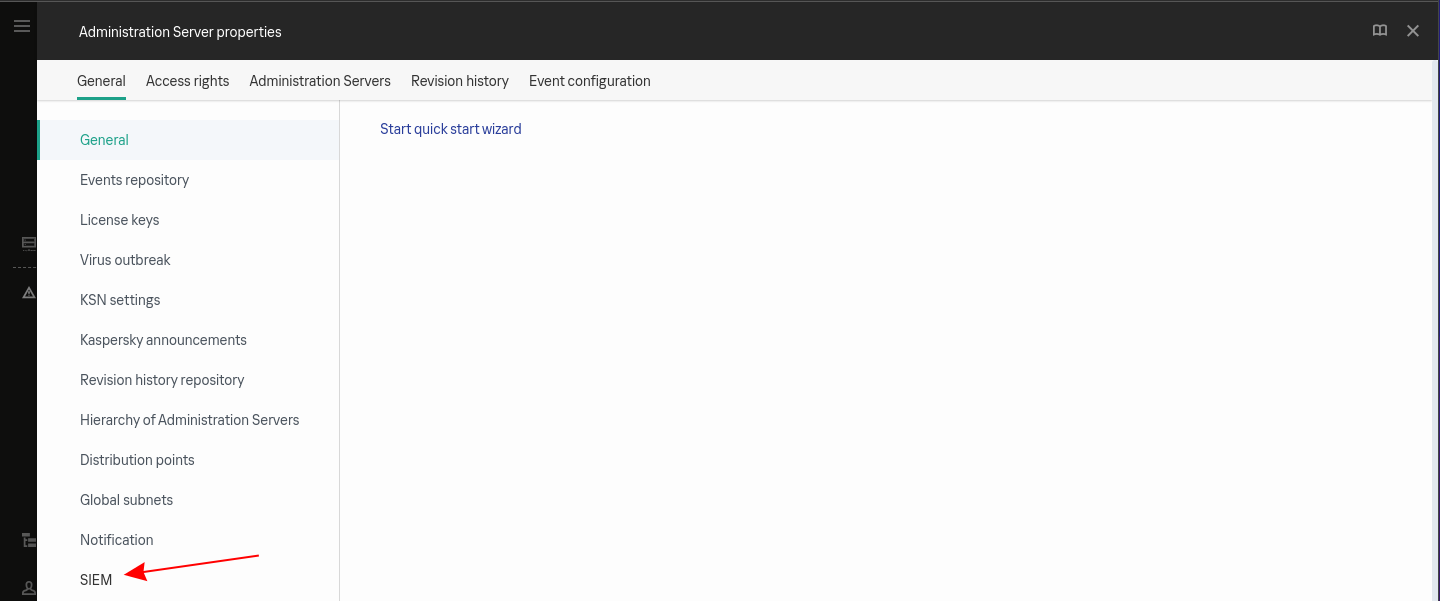 Administration Server properties
General Access rights Administration Servers Revision history Event configuration
General
Events repository
License keys
Virus outbreak
KSN settings
Kaspersky announcements
Revision history repository
Hierarchy of Administration Servers
Distribution points
Global subnets
Notification
SIEM
Start quick start wizard